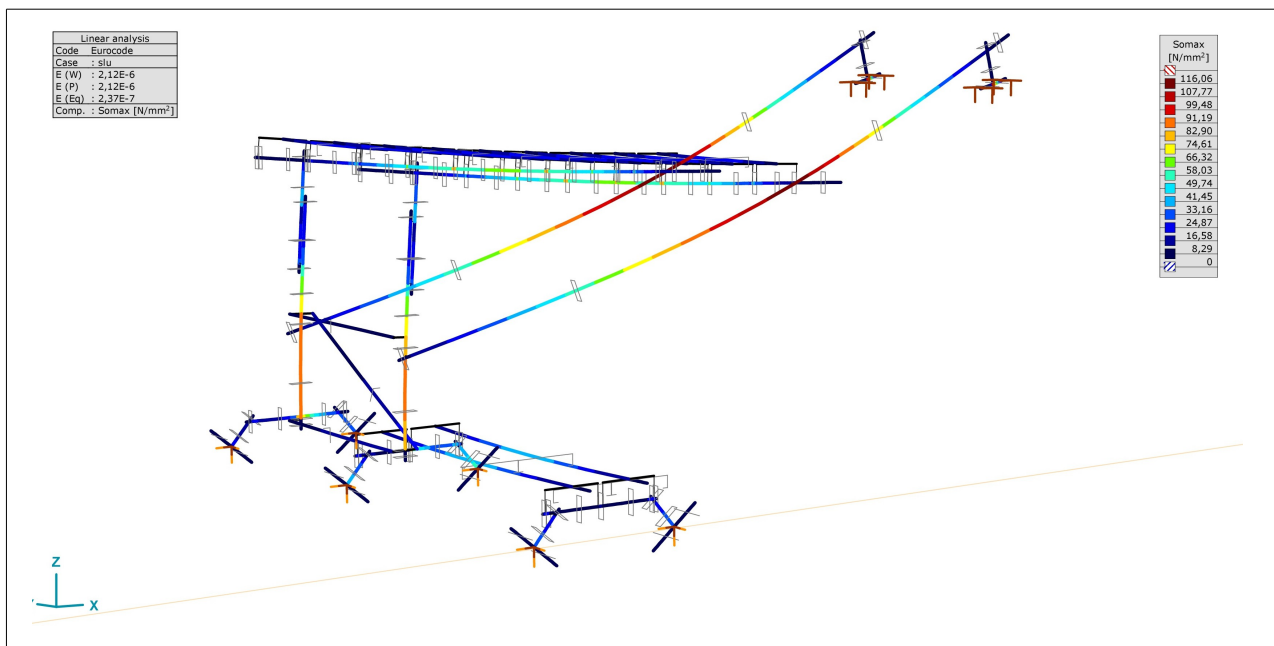 Linear analysis
Code Eurocode
Case : slu
E (W) : 2,12E-6
E (P) : 2,12E-6
E (Eq) : 2,37E-7
Comp. : Somax [N/mm²]
Somax
[N/mm²]
116,06
107,77
99,48
91,19
82,90
74,61
66,32
58,03
49,74
41,45
33,16
24,87
16,58
8,29
0
Z
X